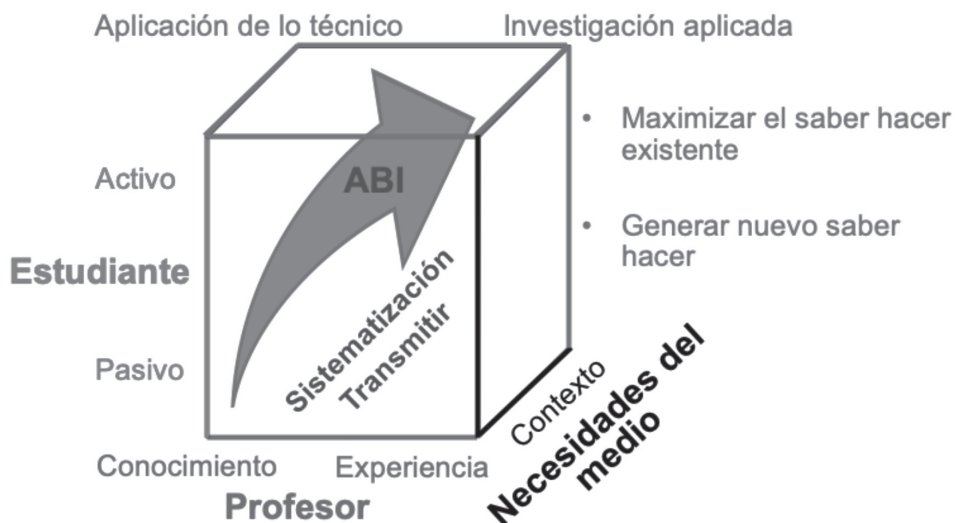 Aplicación de lo técnico
Investigación aplicada
• Maximizar el saber hacer
existente
Activo
ABI
• Generar nuevo saber
hacer
Estudiante
Sistematización
Transmitir
Pasivo
Contexto
Necesidades del
medio
Conocimiento
Experiencia
Profesor